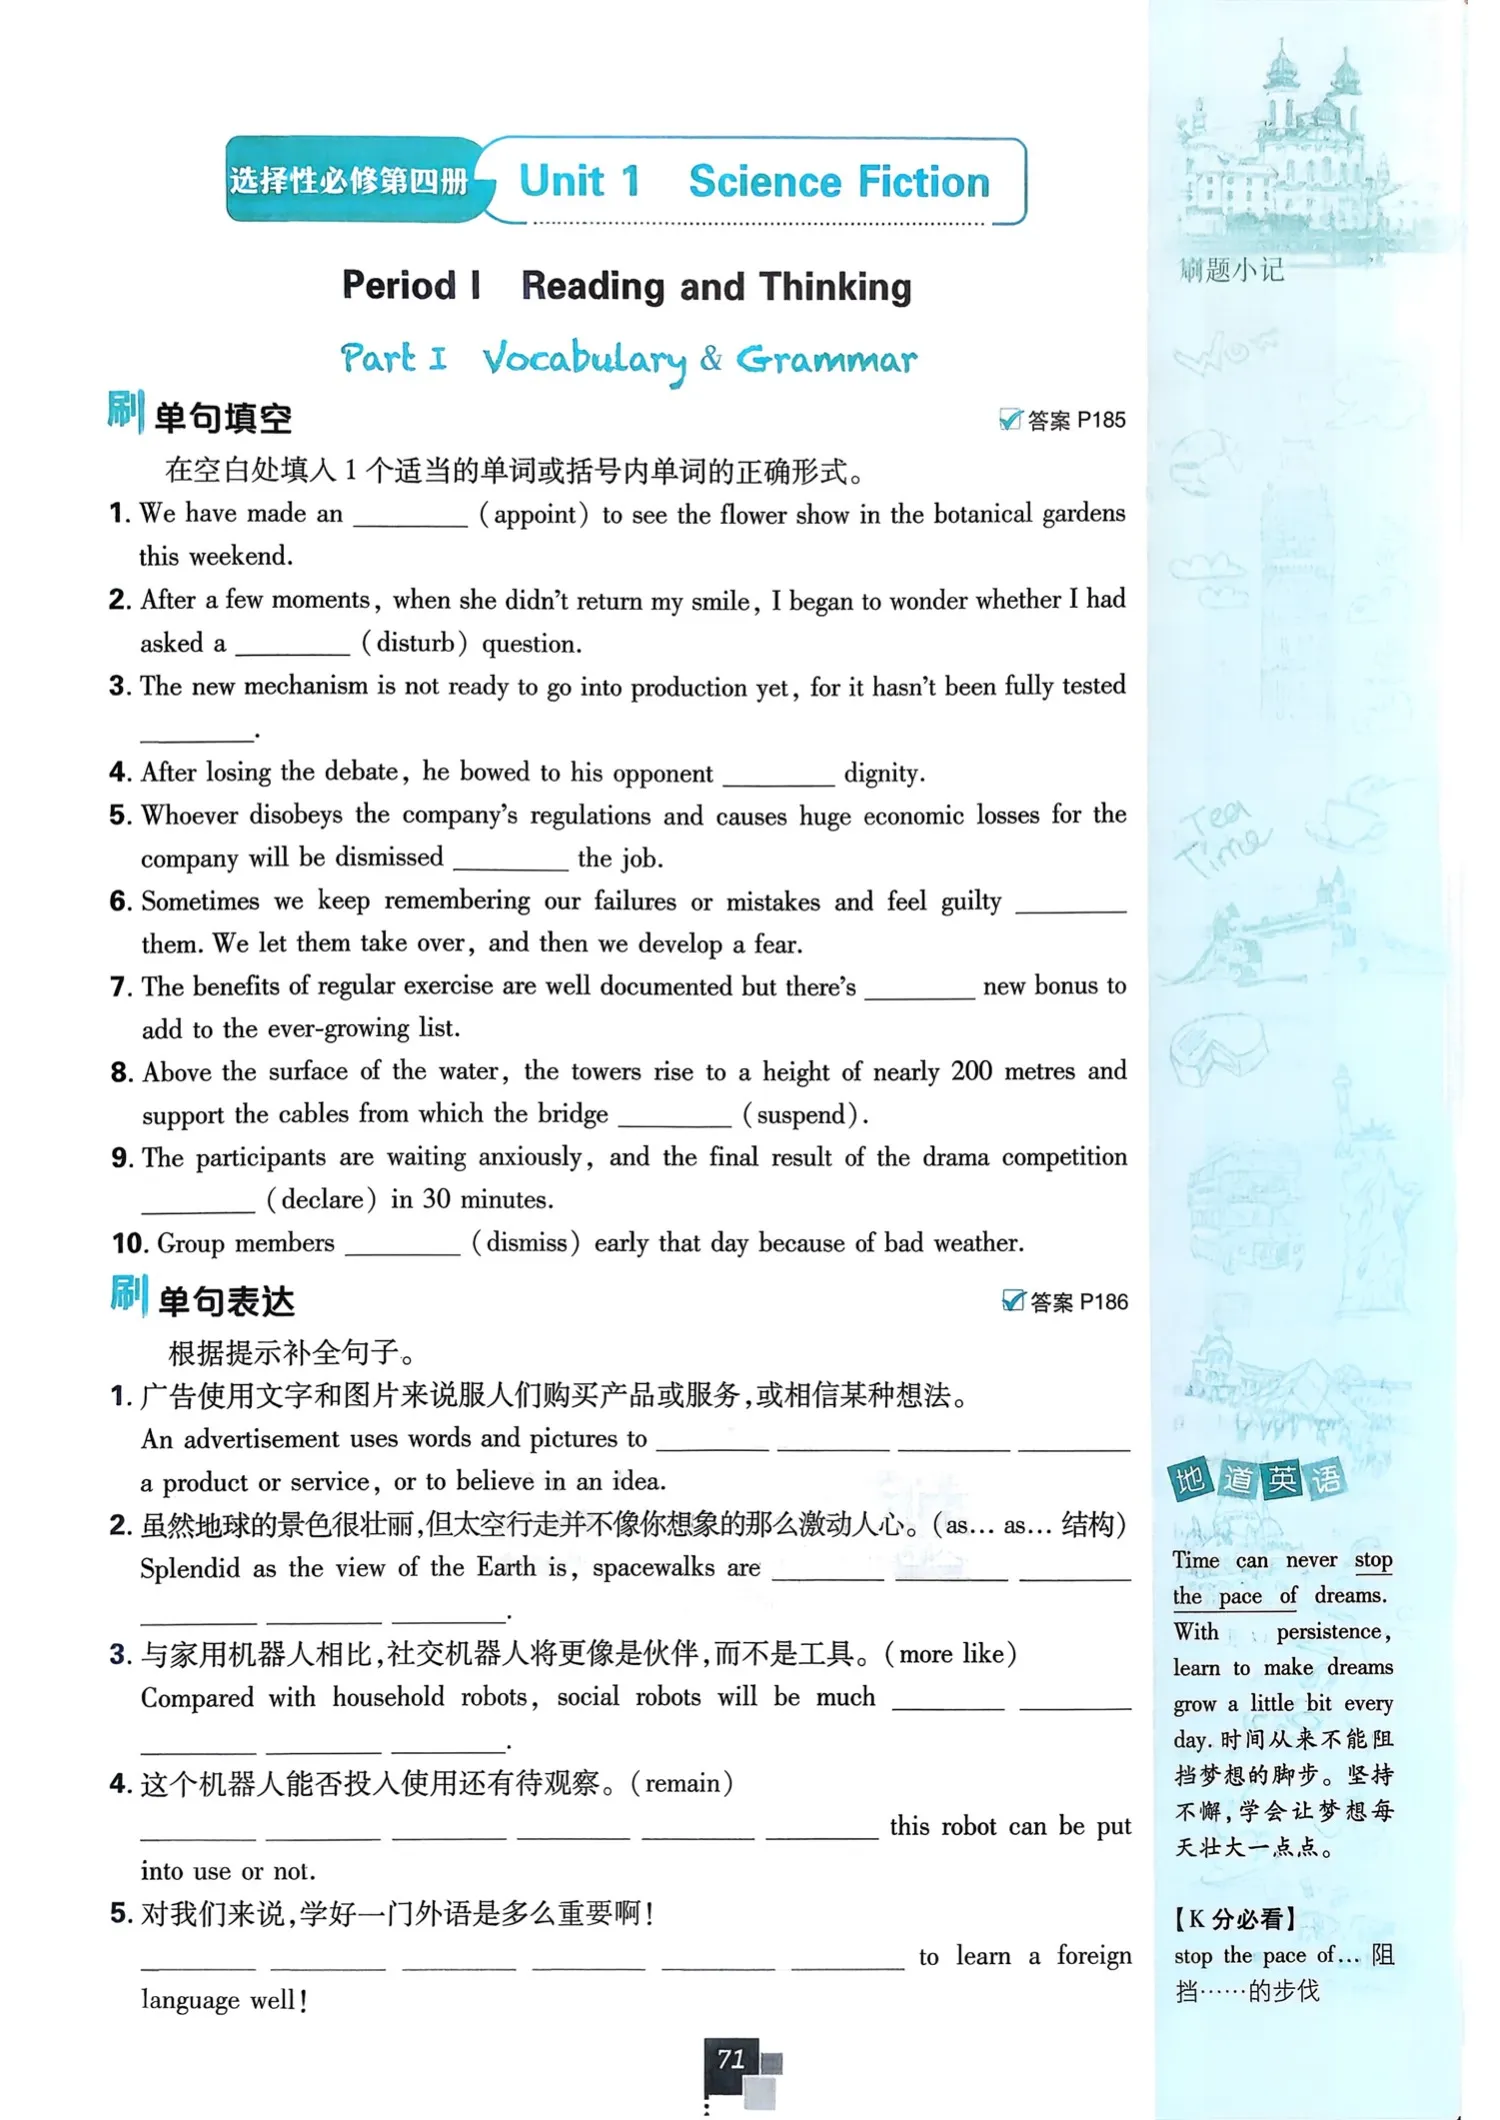 选择性必修第四册 Unit 1 Science Fiction
Period I Reading and Thinking
Part I Vocabulary & Grammar
刷 单句填空 答案 P185
在空白处填入1个适当的单词或括号内单词的正确形式。
1. We have made an ________ (appoint) to see the flower show in the botanical gardens
this weekend.
2. After a few moments, when she didn't return my smile, I began to wonder whether I had
asked a ________ (disturb) question.
3. The new mechanism is not ready to go into production yet, for it hasn't been fully tested
________.
4. After losing the debate, he bowed to his opponent ________ dignity.
5. Whoever disobeys the company's regulations and causes huge economic losses for the
company will be dismissed ________ the job.
6. Sometimes we keep remembering our failures or mistakes and feel guilty ________
them. We let them take over, and then we develop a fear.
7. The benefits of regular exercise are well documented but there's ________ new bonus to
add to the ever-growing list.
8. Above the surface of the water, the towers rise to a height of nearly 200 metres and
support the cables from which the bridge ________ (suspend).
9. The participants are waiting anxiously, and the final result of the drama competition
________ (declare) in 30 minutes.
10. Group members ________ (dismiss) early that day because of bad weather.
刷 单句表达 答案 P186
根据提示补全句子。
1. 广告使用文字和图片来说服人们购买产品或服务,或相信某种想法。
An advertisement uses words and pictures to ________ ________ ________ ________
a product or service, or to believe in an idea.
2. 虽然地球的景色很壮丽,但太空行走并不像你想象的那么激动人心。(as… as… 结构)
Splendid as the view of the Earth is, spacewalks are ________ ________ ________
________ ________ ________.
3. 与家用机器人相比,社交机器人将更像是伙伴,而不是工具。(more like)
Compared with household robots, social robots will be much ________ ________
________ ________ ________.
4. 这个机器人能否投入使用还有待观察。(remain)
________ ________ ________ ________ ________ ________ this robot can be put
into use or not.
5. 对我们来说,学好一门外语是多么重要啊!
________ ________ ________ ________ ________ ________ to learn a foreign
language well!
71
刷题小记
Wow
Tea
Time
地道英语
Time can never stop
the pace of dreams.
With persistence,
learn to make dreams
grow a little bit every
day. 时间从来不能阻
挡梦想的脚步。坚持
不懈,学会让梦想每
天壮大一点点。
【K 分必看】
stop the pace of… 阻
挡……的步伐